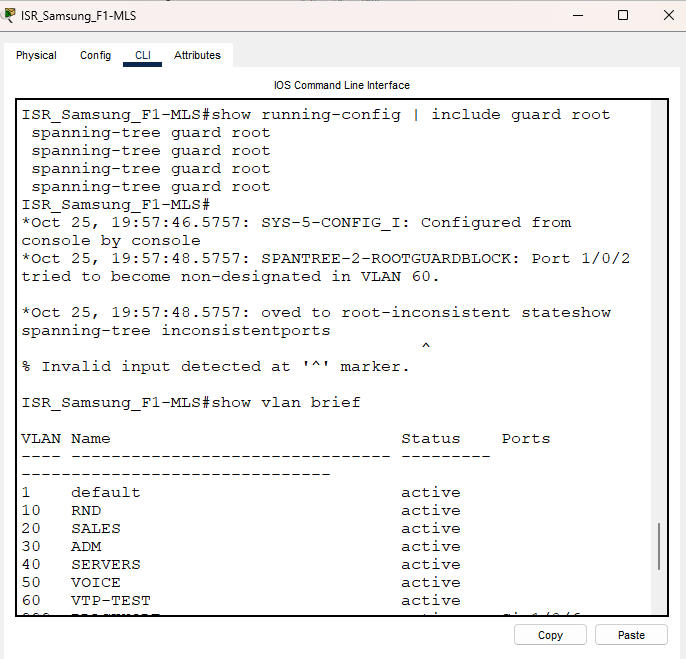 ISR_Samsung_F1-MLS
Physical Config CLI Attributes
IOS Command Line Interface
ISR_Samsung_F1-MLS#show running-config | include guard root
spanning-tree guard root
spanning-tree guard root
spanning-tree guard root
spanning-tree guard root
ISR_Samsung_F1-MLS#
*Oct 25, 19:57:46.5757: SYS-5-CONFIG_I: Configured from
console by console
*Oct 25, 19:57:48.5757: SPANTREE-2-ROOTGUARDBLOCK: Port 1/0/2
tried to become non-designated in VLAN 60.
*Oct 25, 19:57:48.5757: oved to root-inconsistent stateshow
spanning-tree inconsistentports
^
% Invalid input detected at '^' marker.
ISR_Samsung_F1-MLS#show vlan brief
VLAN Name Status Ports
---- -------------------------------- ---------
-------------------------------
1 default active
10 RND active
20 SALES active
30 ADM active
40 SERVERS active
50 VOICE active
60 VTP-TEST active
Copy Paste